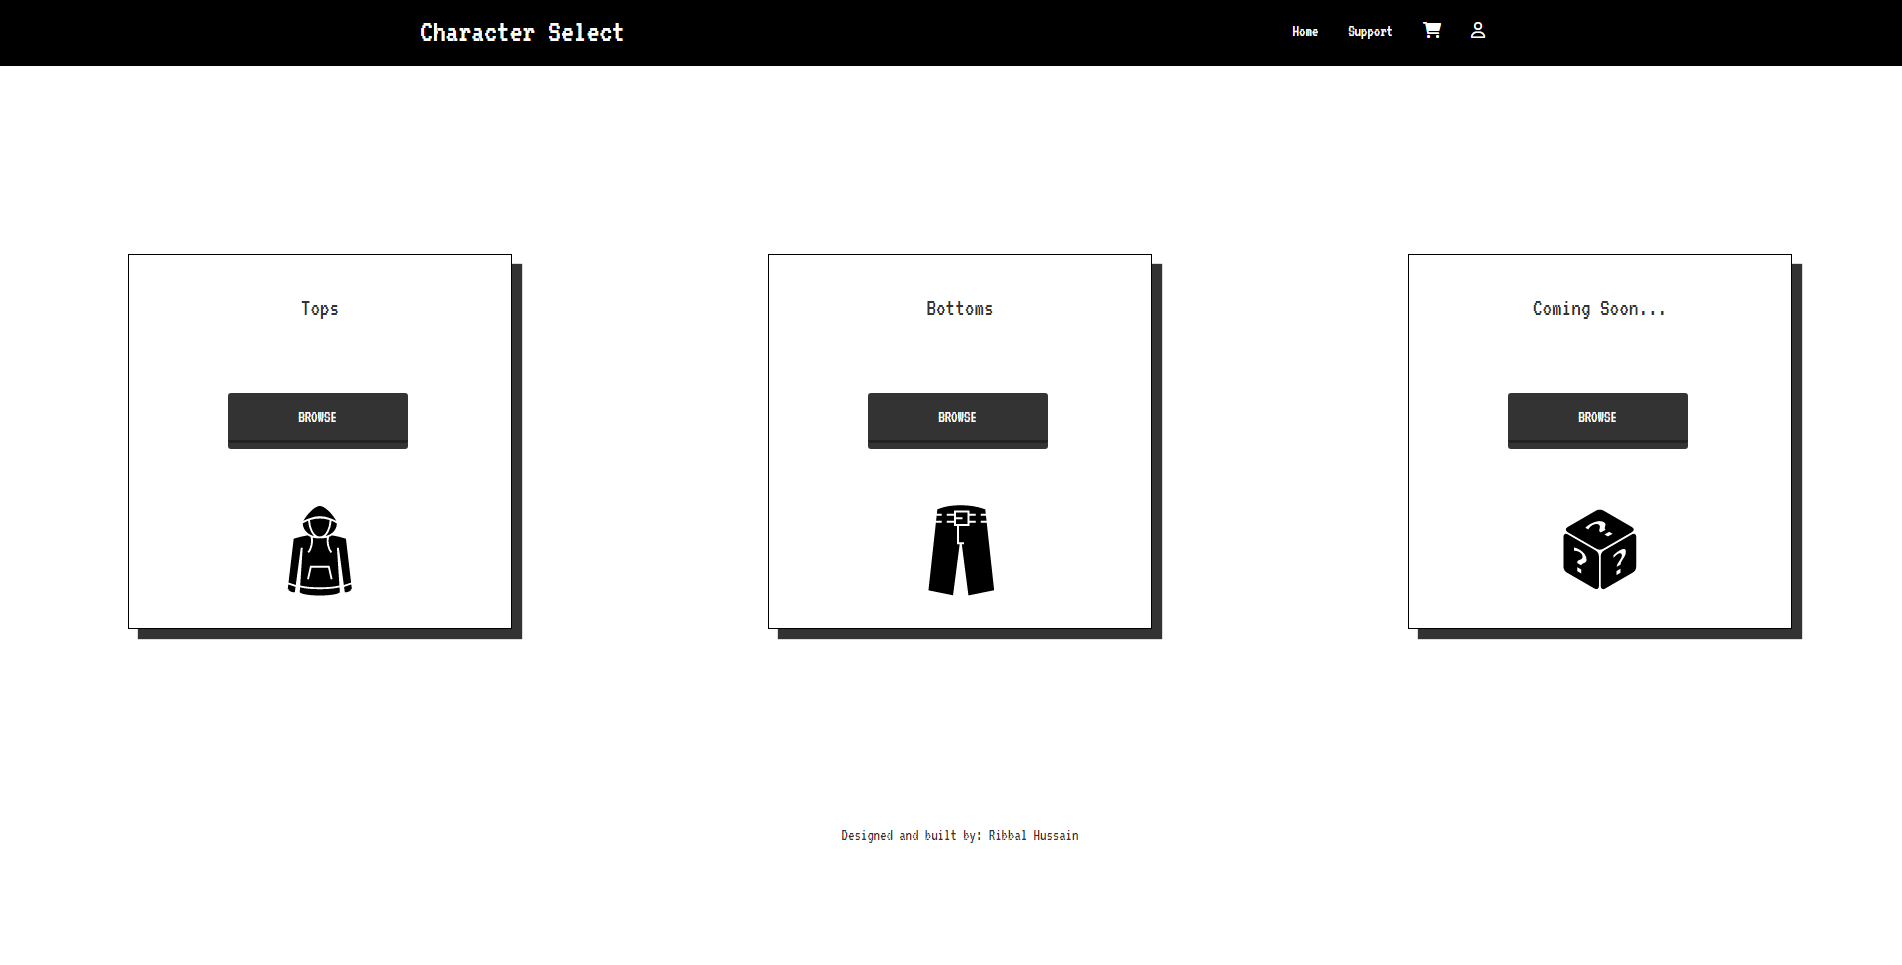 Character Select
Home Support
Tops
Bottoms
Coming Soon...
BROWSE
BROWSE
BROWSE
? ? ?
Designed and built by: Ribbal Hussain